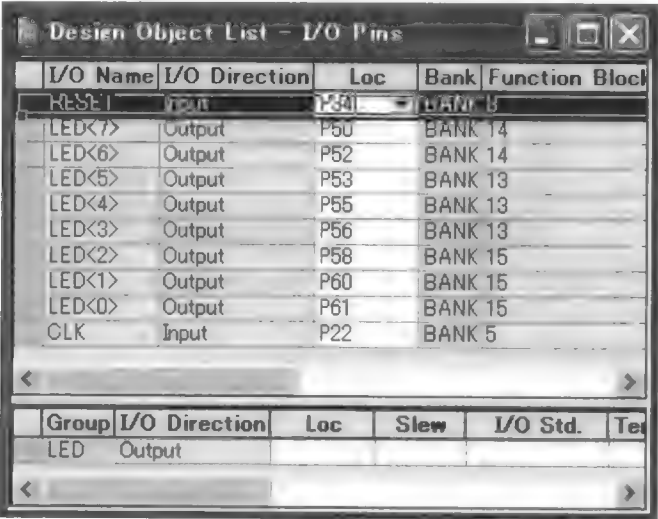 Design Object List - I/O Pins
I/O Name I/O Direction Loc Bank Function Block
RESET Input P34 BANK 8
LED<7> Output P50 BANK 14
LED<6> Output P52 BANK 14
LED<5> Output P53 BANK 13
LED<4> Output P55 BANK 13
LED<3> Output P56 BANK 13
LED<2> Output P58 BANK 15
LED<1> Output P60 BANK 15
LED<0> Output P61 BANK 15
CLK Input P22 BANK 5
Group I/O Direction Loc Slew I/O Std. Ter
LED Output